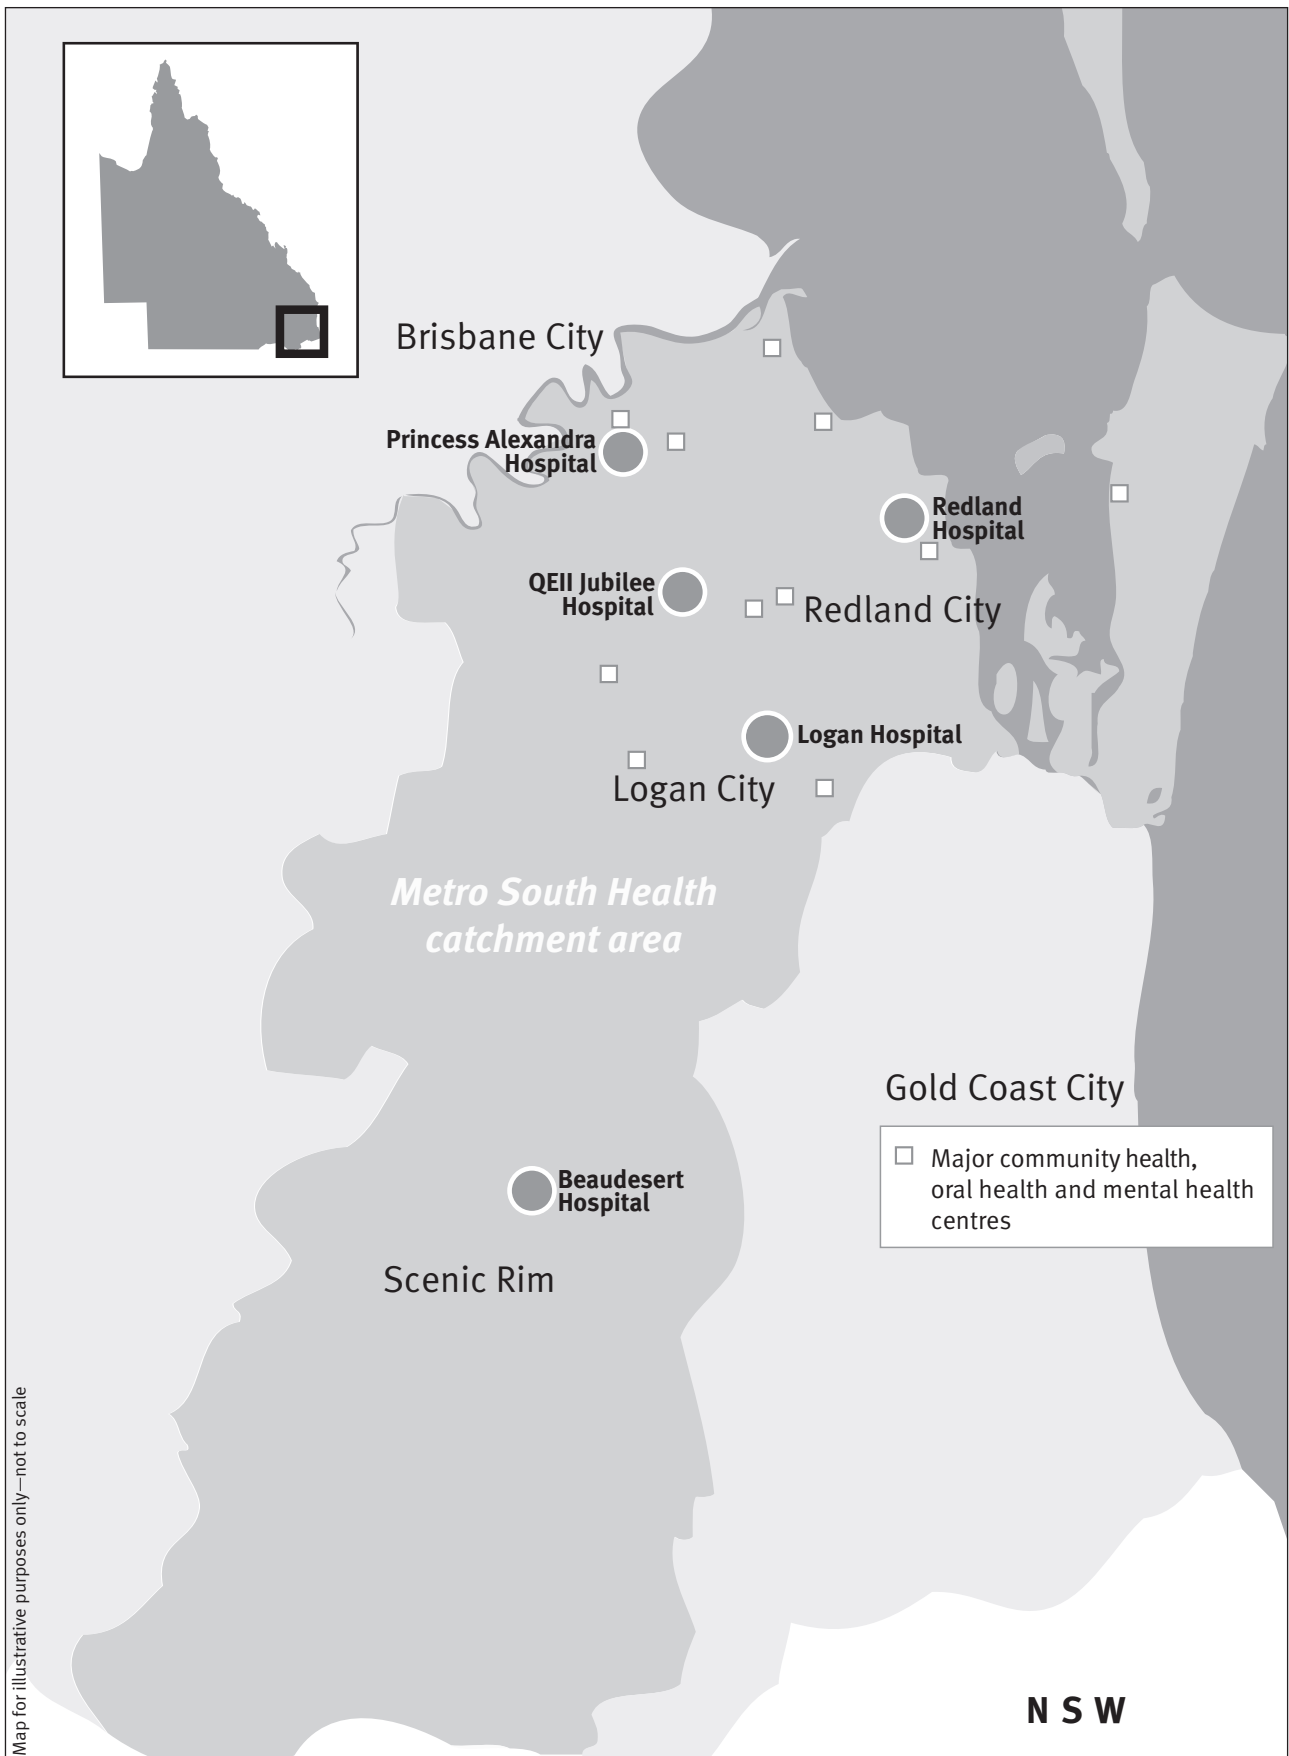 Brisbane City
Princess Alexandra
Hospital
Redland
Hospital
QEII Jubilee
Hospital
Redland City
Logan Hospital
Logan City
Metro South Health
catchment area
Gold Coast City
Major community health,
oral health and mental health
centres
Beaudesert
Hospital
Scenic Rim
Map for illustrative purposes only—not to scale
NSW